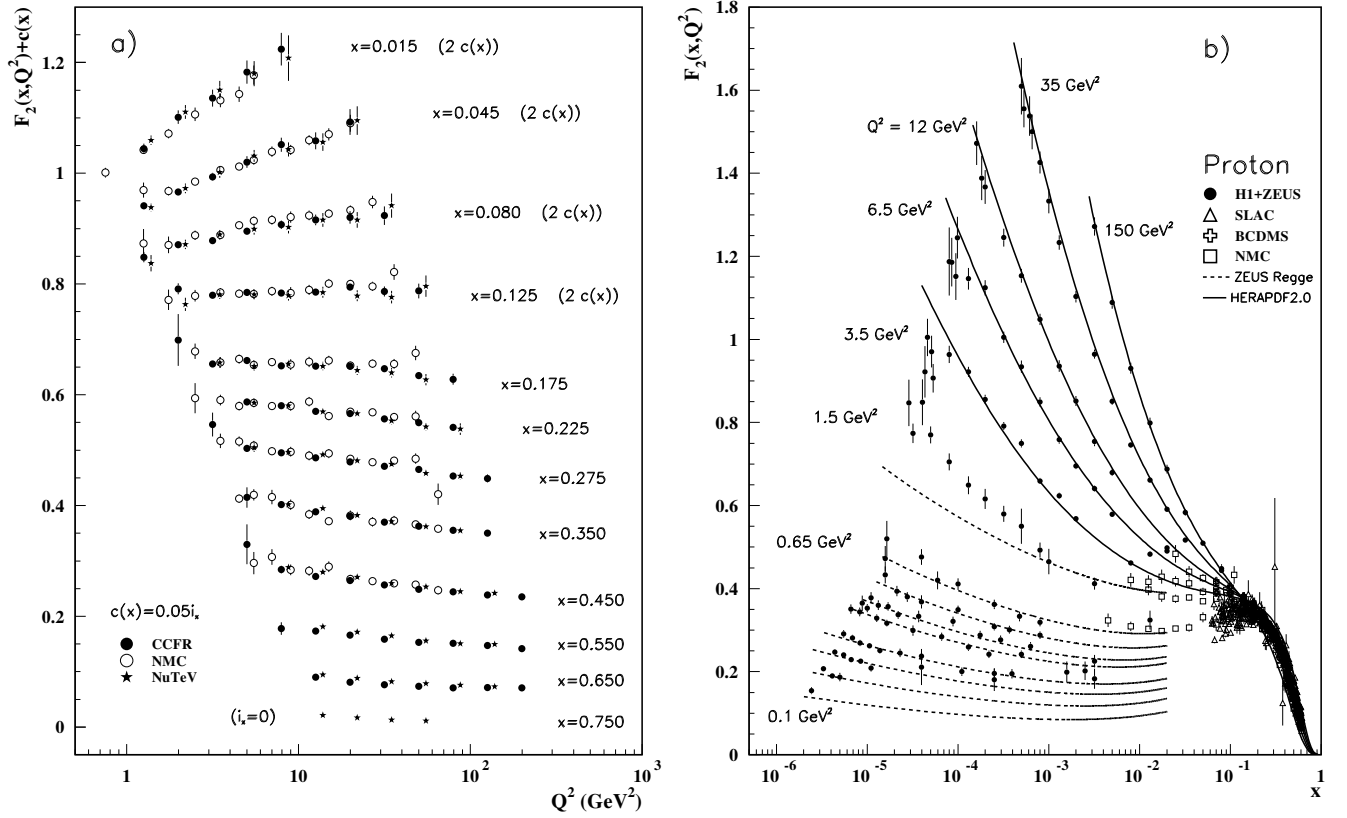 a)
F₂(x,Q²)+c(x)
1.2
1
0.8
0.6
0.4
0.2
0
x=0.015 (2 c(x))
x=0.045 (2 c(x))
x=0.080 (2 c(x))
x=0.125 (2 c(x))
x=0.175
x=0.225
x=0.275
x=0.350
x=0.450
x=0.550
x=0.650
x=0.750
c(x)=0.05iₓ
CCFR
NMC
NuTeV
(iₓ=0)
1
10
10²
10³
Q² (GeV²)
b)
F₂(x,Q²)
1.8
1.6
1.4
1.2
1
0.8
0.6
0.4
0.2
0
35 GeV²
Q² = 12 GeV²
6.5 GeV²
150 GeV²
3.5 GeV²
1.5 GeV²
0.65 GeV²
0.1 GeV²
Proton
H1+ZEUS
SLAC
BCDMS
NMC
ZEUS Regge
HERAPDF2.0
10⁻⁶
10⁻⁵
10⁻⁴
10⁻³
10⁻²
10⁻¹
1
x